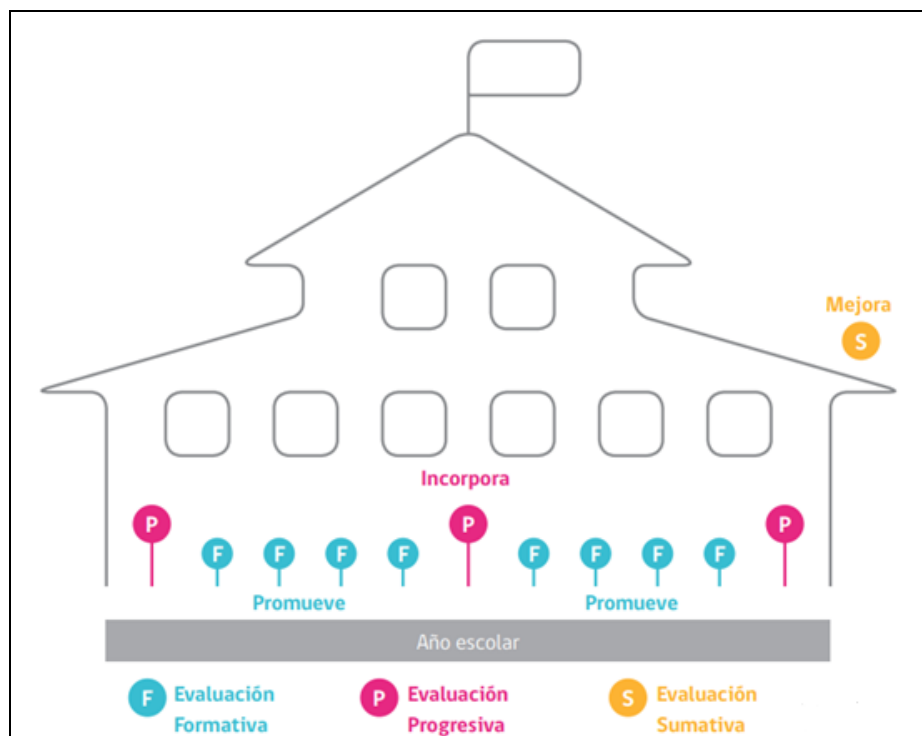 Mejora
S
Incorpora
P P P
F F F F F F F F
Promueve Promueve
Año escolar
F Evaluación Formativa
P Evaluación Progresiva
S Evaluación Sumativa